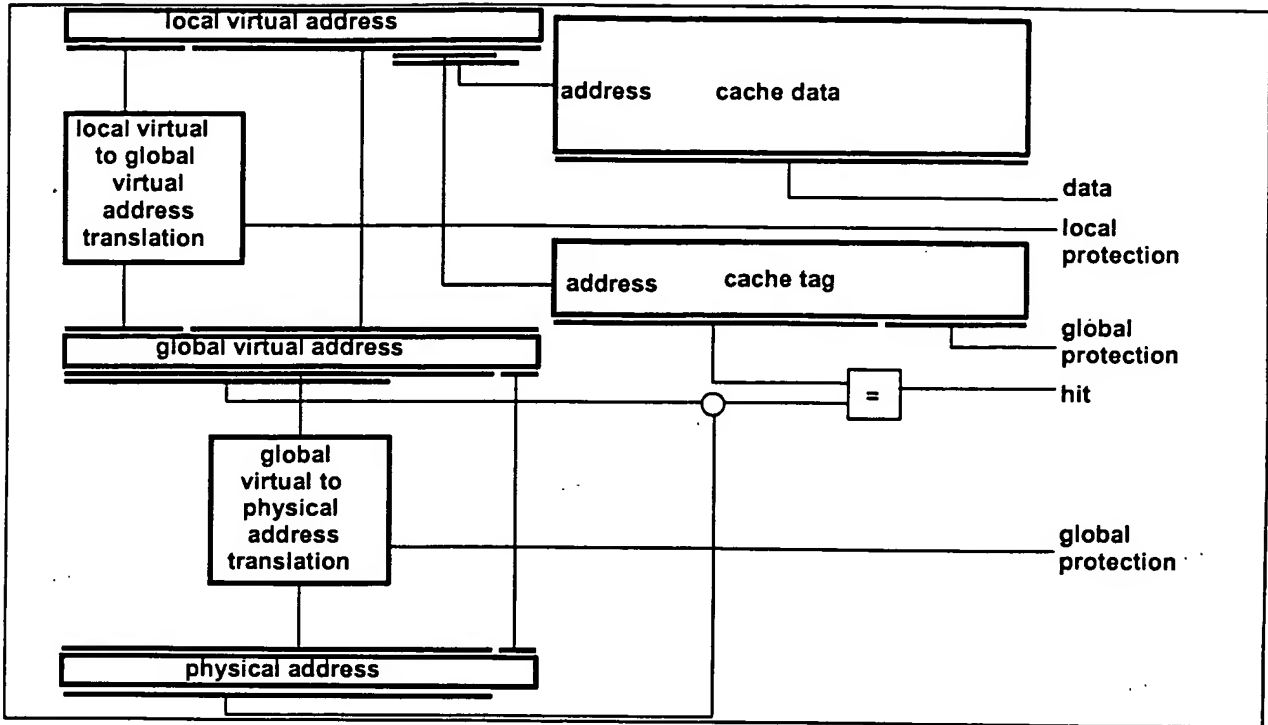 local virtual address
address cache data
local virtual
to global
virtual
address
translation
data
local
protection
address cache tag
global virtual address
global
protection
hit
=
global
virtual to
physical
address
translation
global
protection
physical address